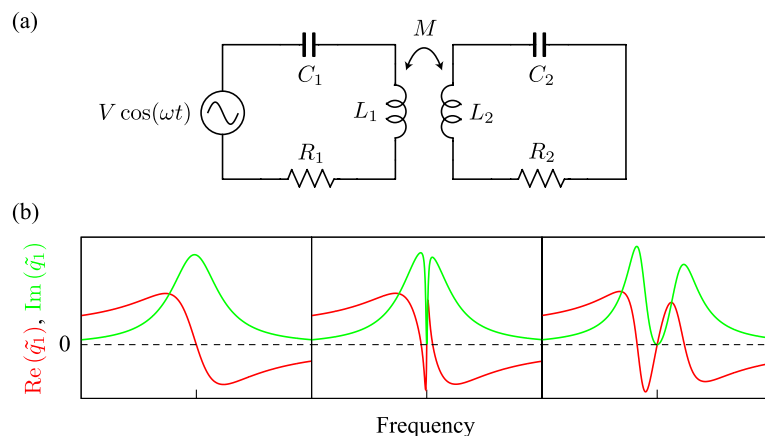 (a)
M
C₁
C₂
V cos(ωt)
L₁
L₂
R₁
R₂
(b)
Re (q̃₁), Im (q̃₁)
0
Frequency